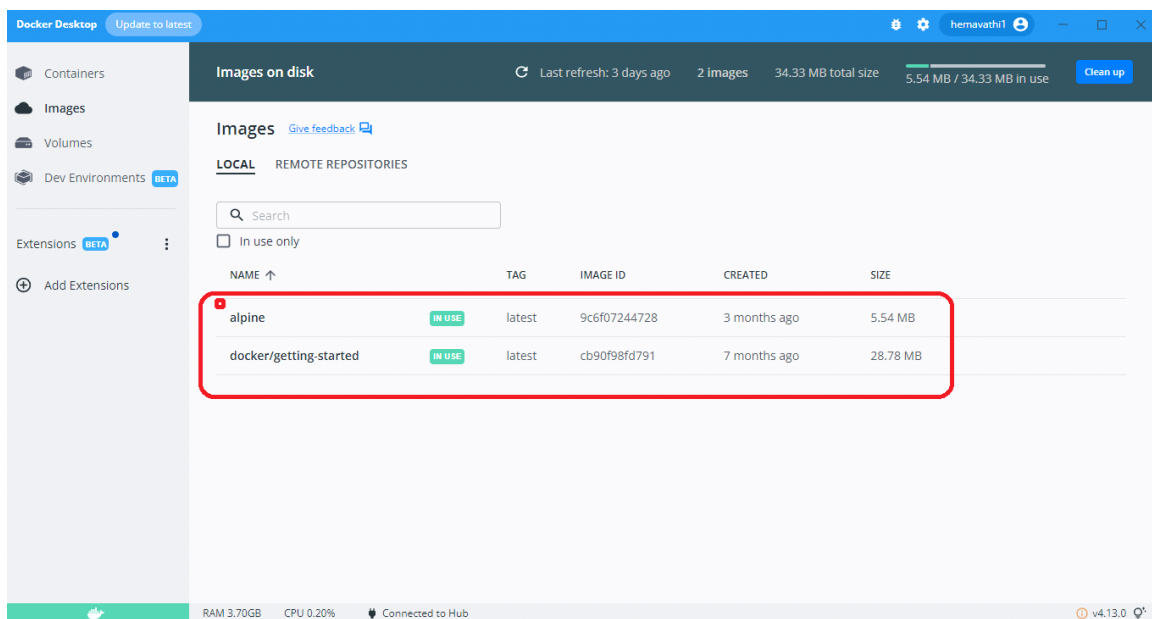 Docker Desktop Update to latest hemavathi1
Containers
Images
Volumes
Dev Environments BETA
Extensions BETA
Add Extensions
Images on disk Last refresh: 3 days ago 2 images 34.33 MB total size 5.54 MB / 34.33 MB in use Clean up
Images Give feedback
LOCAL REMOTE REPOSITORIES
Search
In use only
NAME TAG IMAGE ID CREATED SIZE
alpine IN USE latest 9c6f07244728 3 months ago 5.54 MB
docker/getting-started IN USE latest cb90f98fd791 7 months ago 28.78 MB
RAM 3.70GB CPU 0.20% Connected to Hub v4.13.0